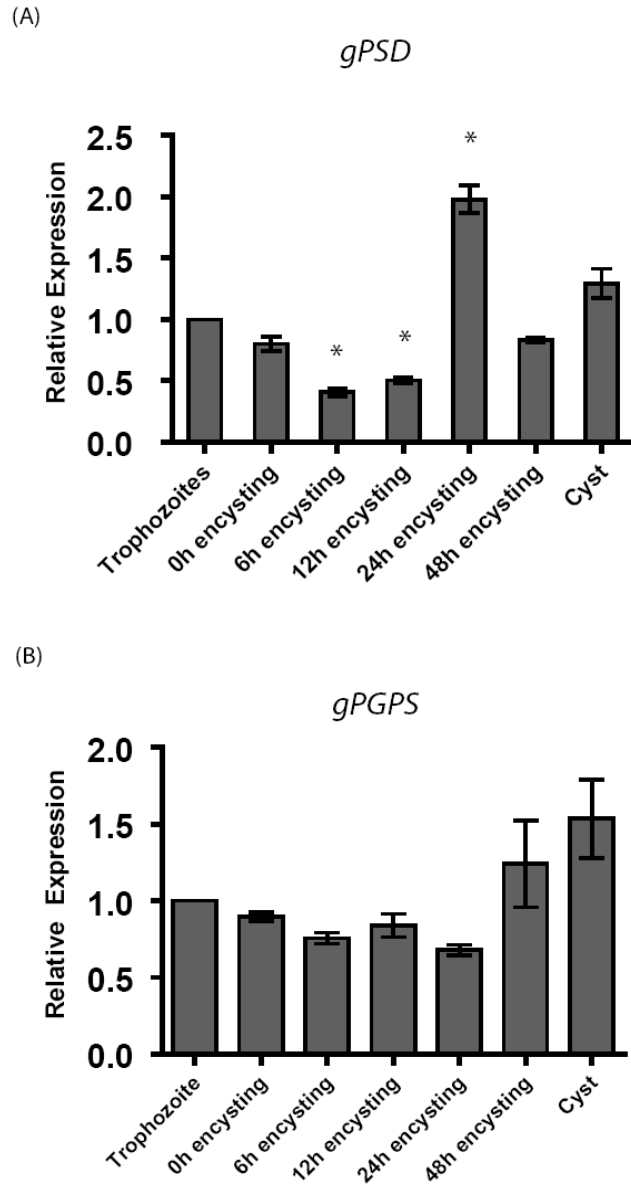 (A)
gPSD
Relative Expression
2.5
2.0
1.5
1.0
0.5
0.0
*
*
*
Trophozoites
0h encysting
6h encysting
12h encysting
24h encysting
48h encysting
Cyst
(B)
gPGPS
Relative Expression
2.0
1.5
1.0
0.5
0.0
Trophozoite
0h encysting
6h encysting
12h encysting
24h encysting
48h encysting
Cyst